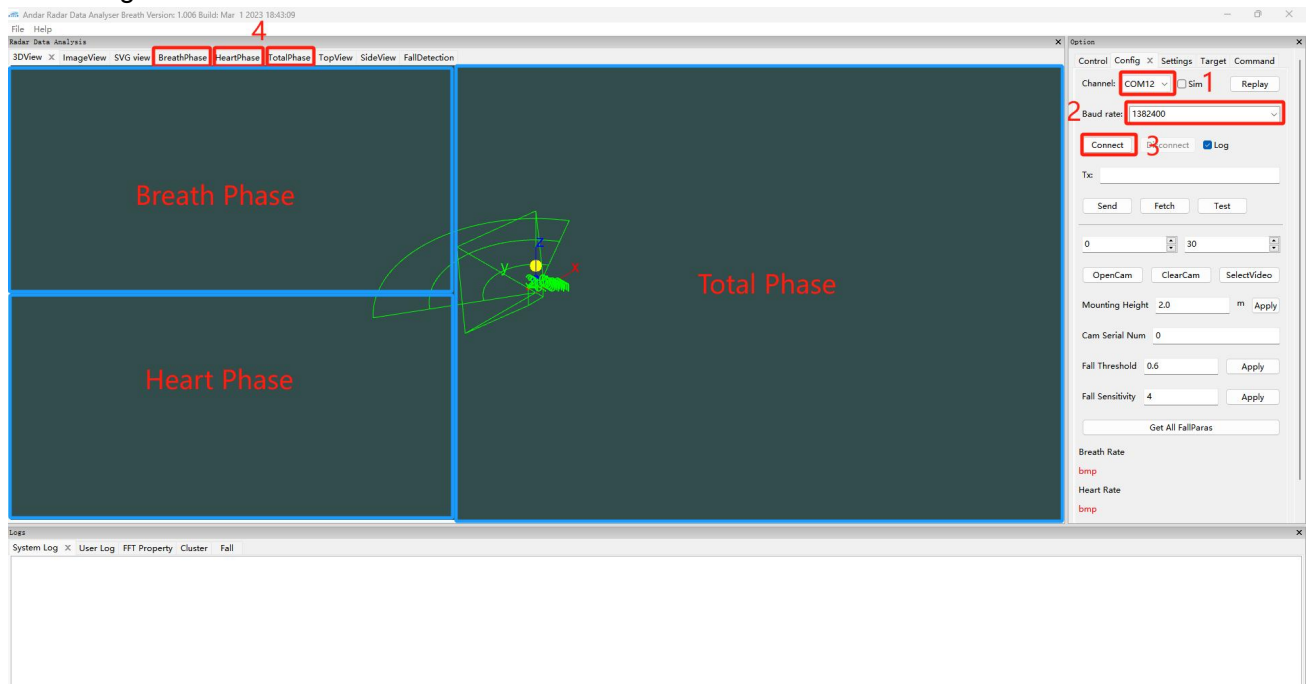 Andar Radar Data Analyser Breath Version: 1.006 Build: Mar 1 2023 18:43:09
File Help
4
Radar Data Analysis
3DView ImageView SVG view BreathPhase HeartPhase TotalPhase TopView SideView FallDetection
Breath Phase
Heart Phase
Total Phase
z
y
x
Option
Control Config Settings Target Command
Channel: COM12 Sim 1 Replay
2 Baud rate: 1382400
Connect 3 Log
Tx:
Send Fetch Test
0 30
OpenCam ClearCam SelectVideo
Mounting Height 2.0 m Apply
Cam Serial Num 0
Fall Threshold 0.6 Apply
Fall Sensitivity 4 Apply
Get All FallParas
Breath Rate
bmp
Heart Rate
bmp
Logs
System Log User Log FFT Property Cluster Fall